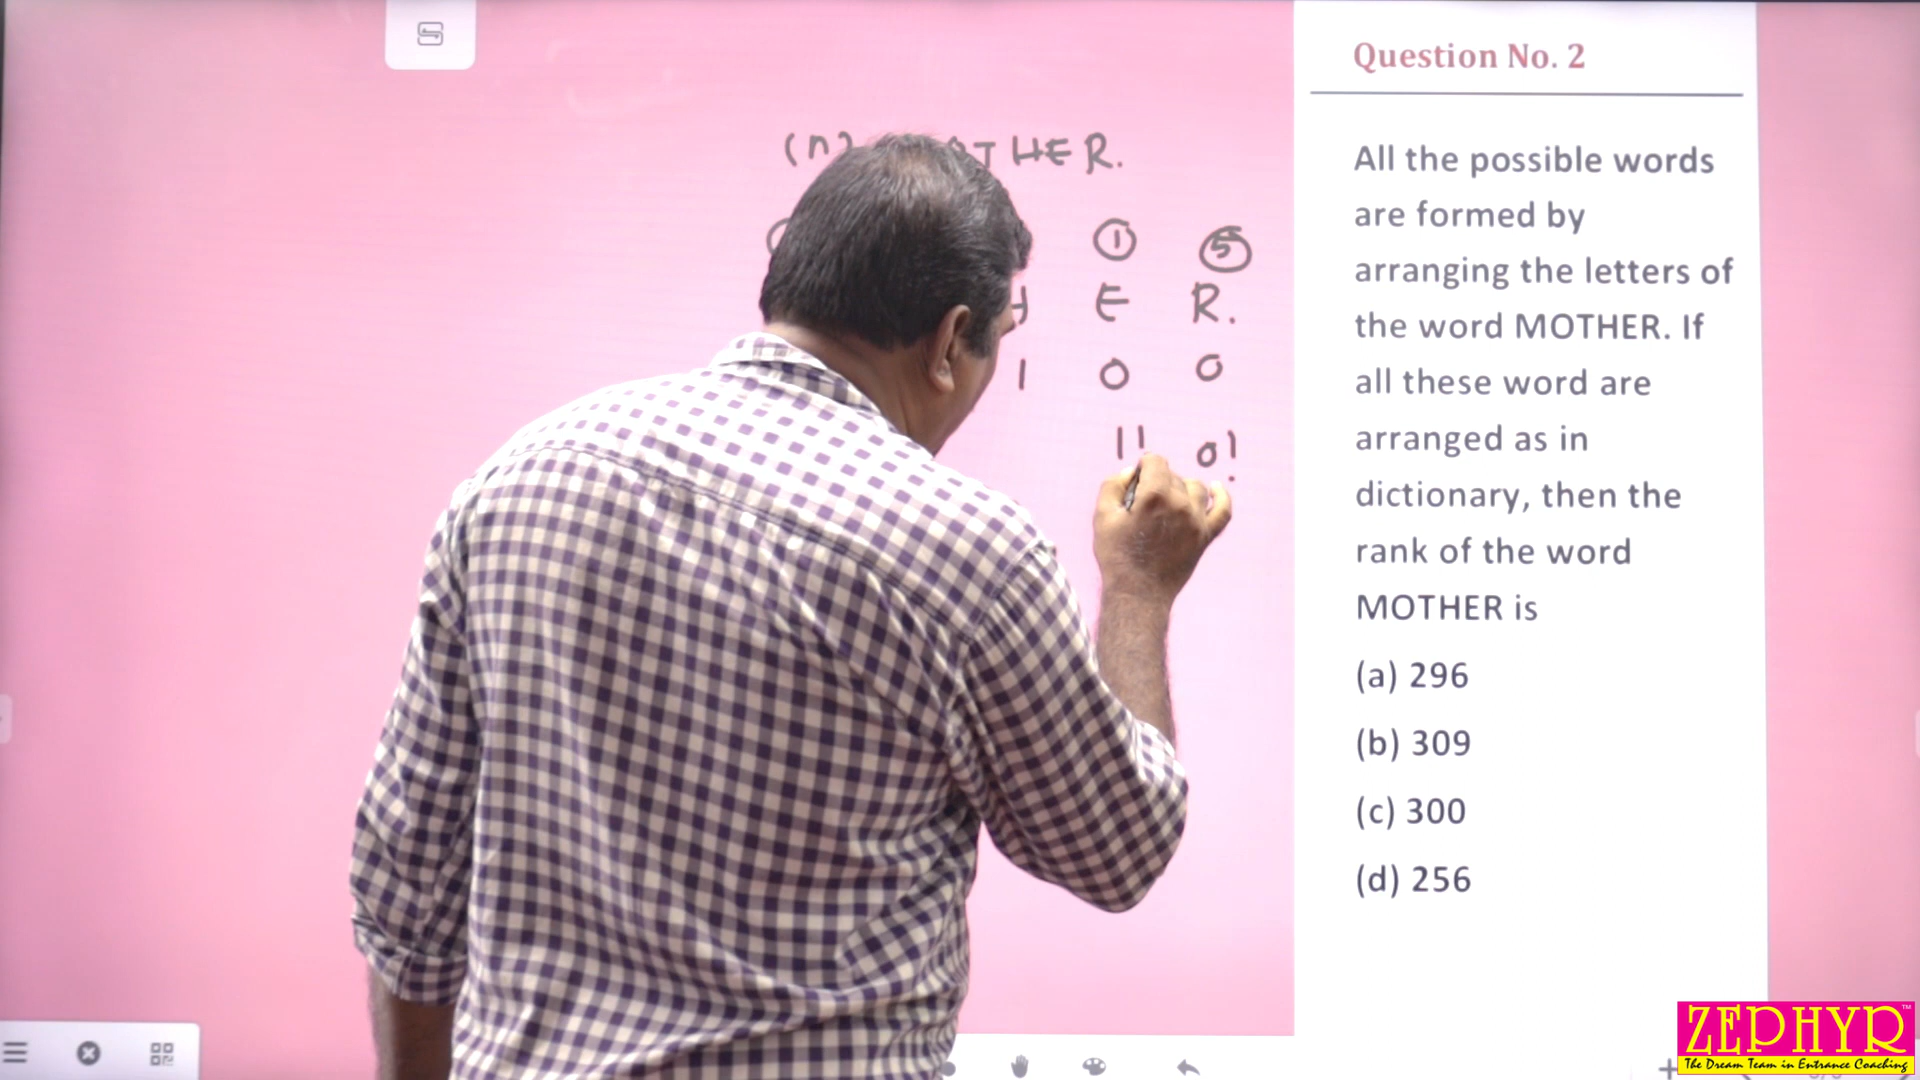 (n) OTHER.
1 5
H E R.
1 0 0
1! 0!
Question No. 2
All the possible words
are formed by
arranging the letters of
the word MOTHER. If
all these word are
arranged as in
dictionary, then the
rank of the word
MOTHER is
(a) 296
(b) 309
(c) 300
(d) 256
ZEPHYR™
The Dream Team in Entrance Coaching